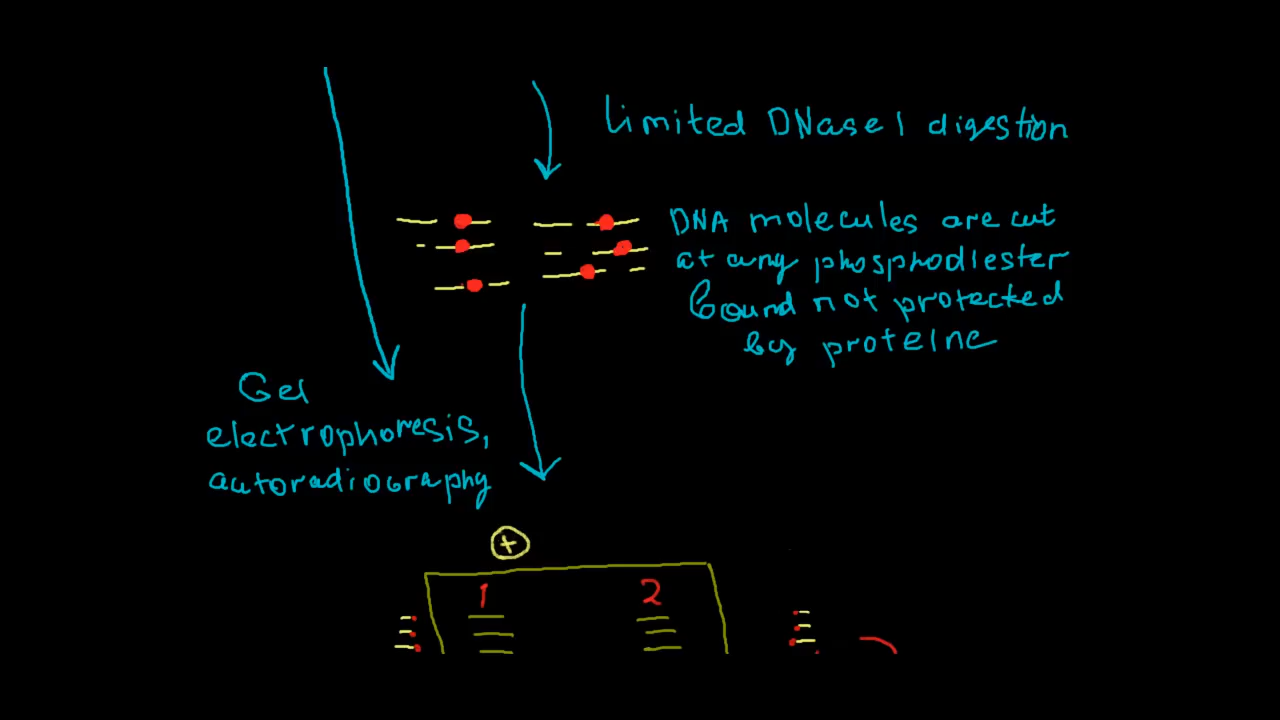 Limited DNase1 digestion
DNA molecules are cut
at any phosphodiester
bound not protected
by proteine
Gel
electrophoresis,
autoradiography
+
1 2